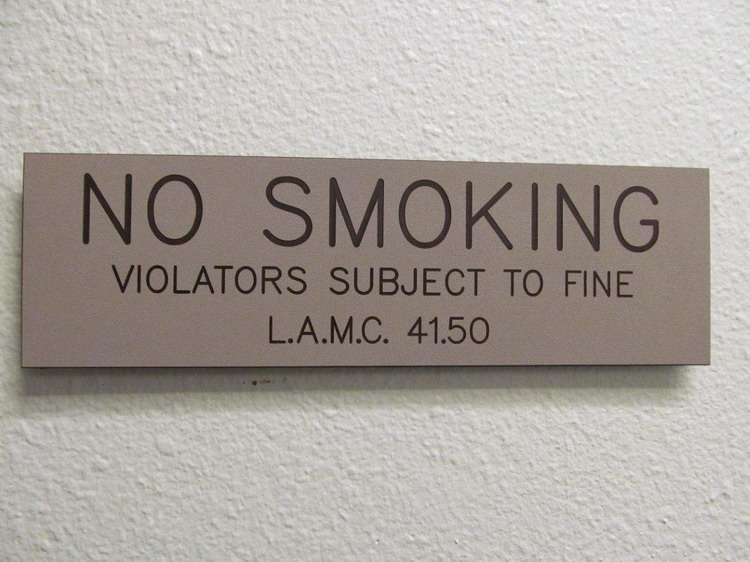 NO SMOKING
VIOLATORS SUBJECT TO FINE
L.A.M.C. 41.50